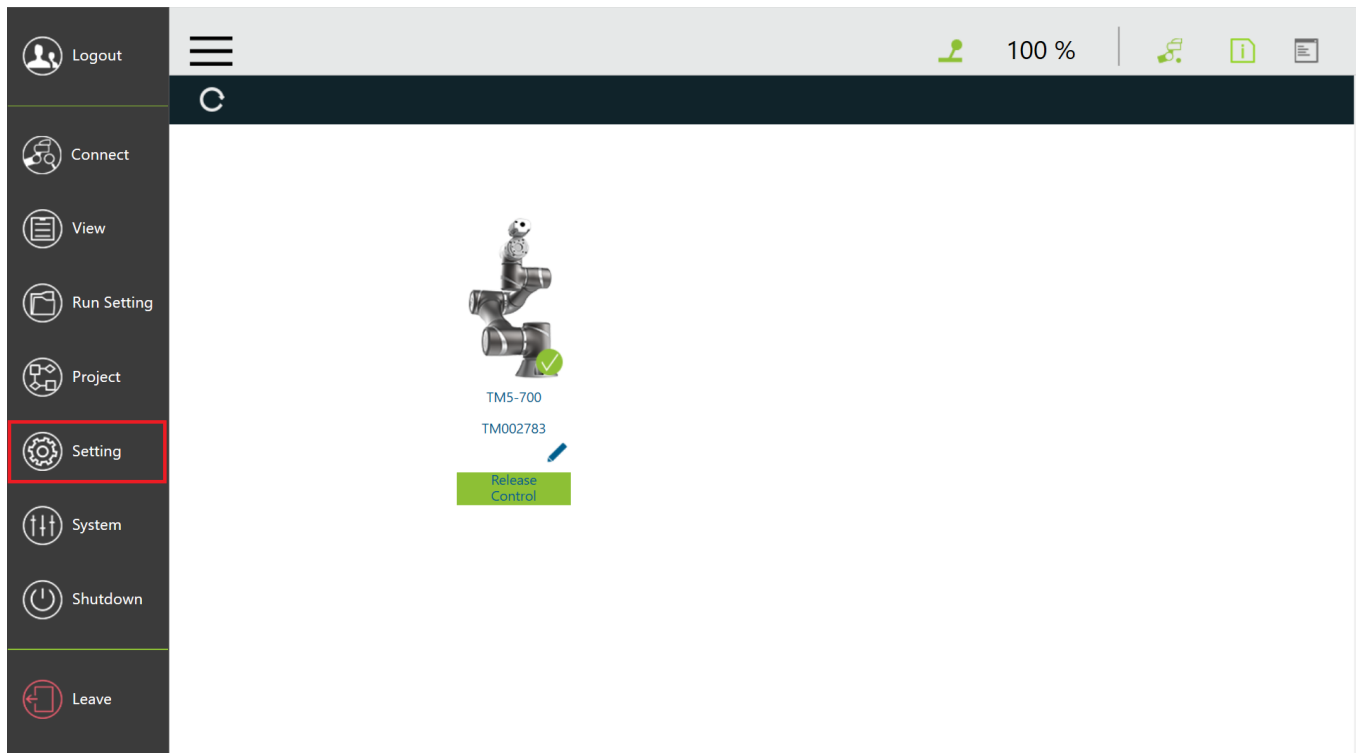 Logout
100 %
Connect
View
Run Setting
Project
TM5-700
TM002783
Setting
Release
Control
System
Shutdown
Leave